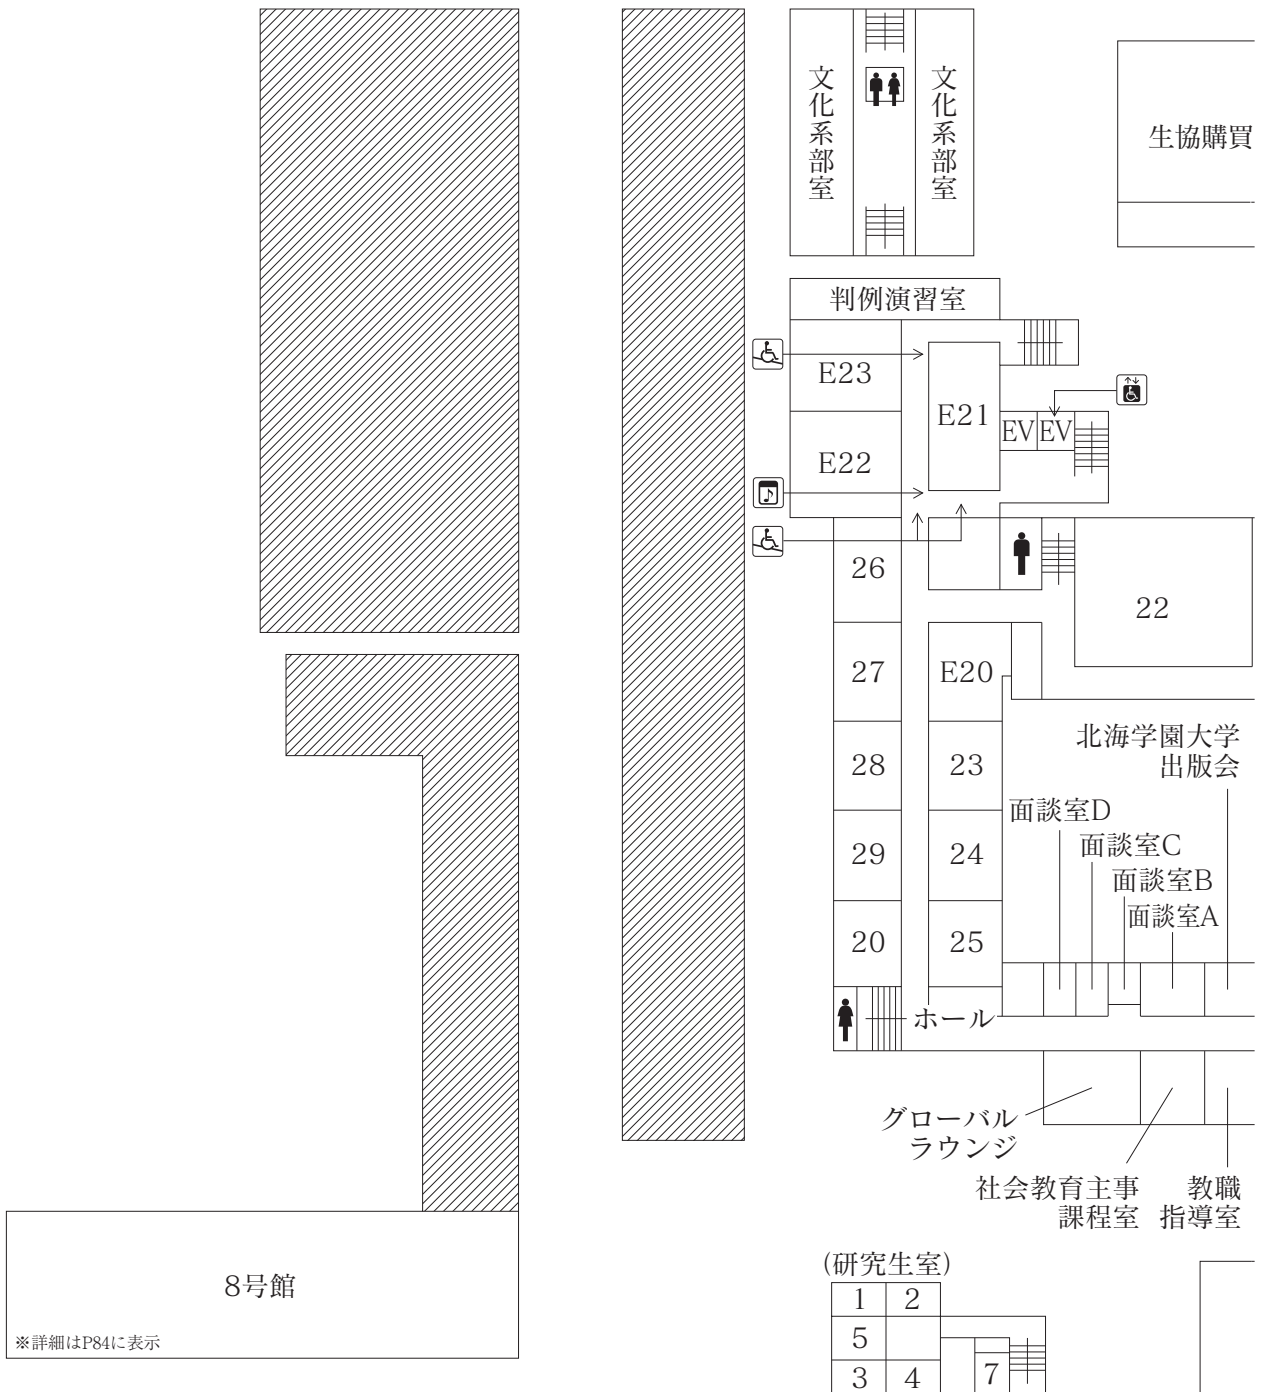 文化系部室
文化系部室
生協購買
判例演習室
E23
E21
EV
EV
E22
26
22
27
E20
北海学園大学
出版会
28
23
面談室D
面談室C
29
24
面談室B
面談室A
20
25
ホール
グローバル
ラウンジ
社会教育主事
課程室
教職
指導室
(研究生室)
8号館
1
2
※詳細はP84に表示
5
3
4
7